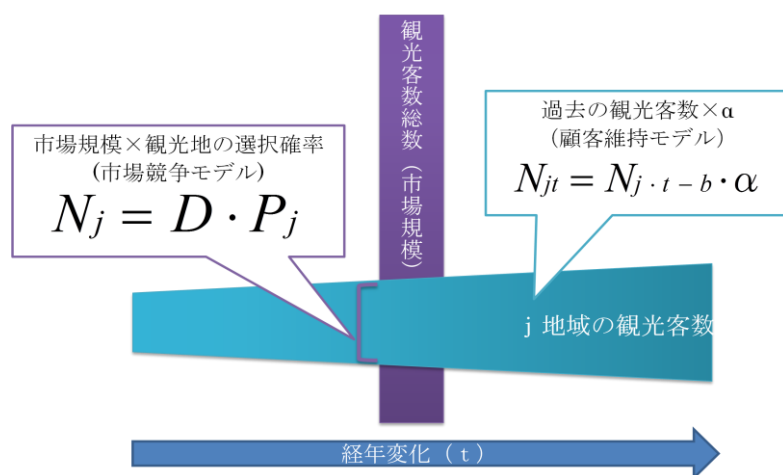 観光客数総数（市場規模）
市場規模×観光地の選択確率
(市場競争モデル)
Nj = D · Pj
過去の観光客数×α
（顧客維持モデル）
Njt = Nj · t − b · α
j 地域の観光客数
経年変化（t）